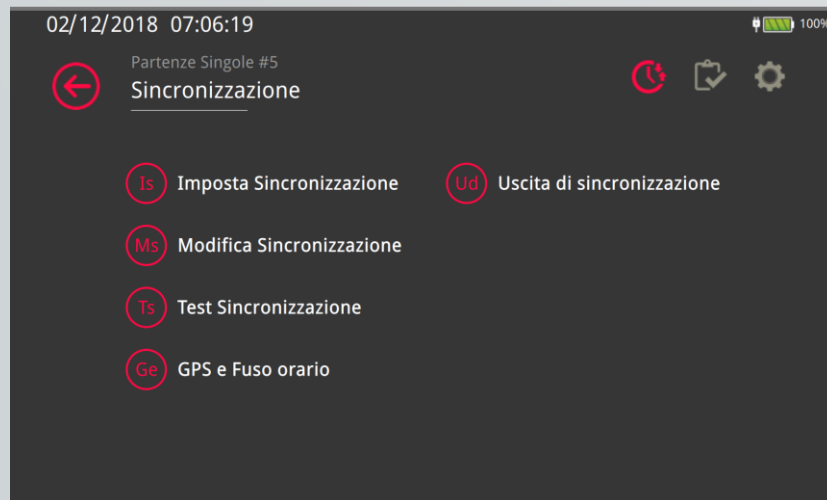 02/12/2018 07:06:19
100%
Partenze Singole #5
Sincronizzazione
Is Imposta Sincronizzazione
Ud Uscita di sincronizzazione
Ms Modifica Sincronizzazione
Ts Test Sincronizzazione
Ge GPS e Fuso orario